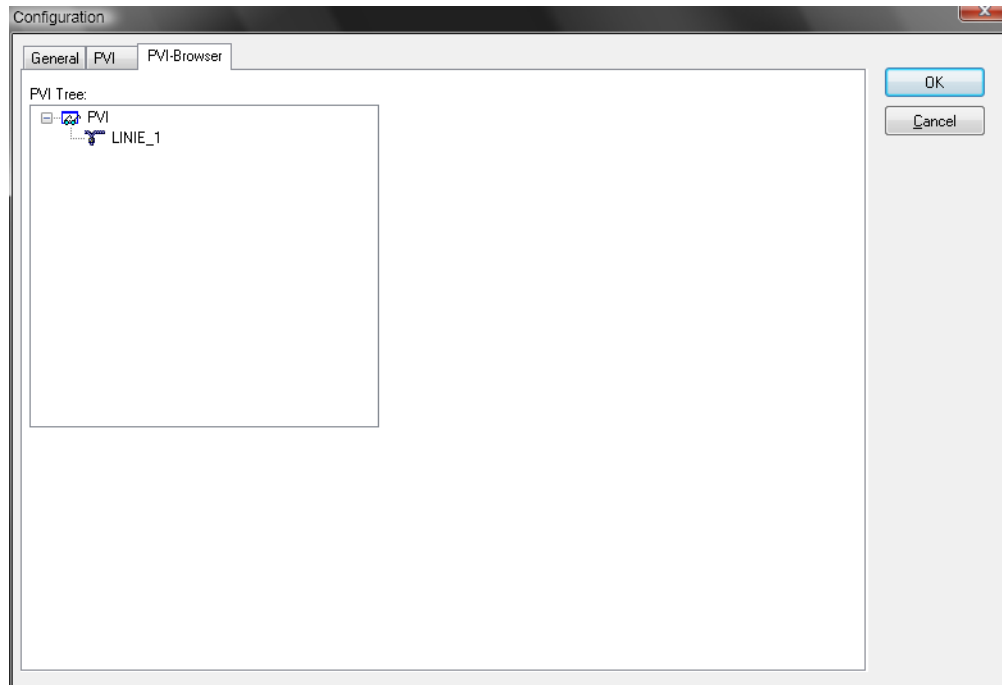 Configuration
General PVI PVI-Browser
OK
PVI Tree:
PVI
Cancel
LINIE_1